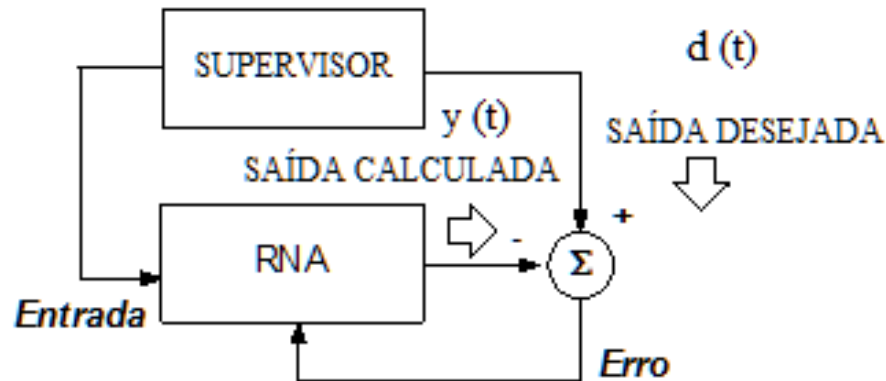 SUPERVISOR
d (t)
y (t)
SAÍDA DESEJADA
SAÍDA CALCULADA
+
-
RNA
Σ
Entrada
Erro